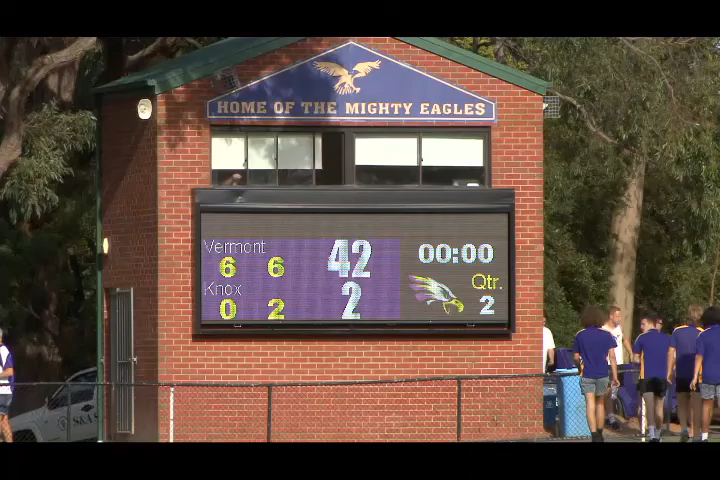 HOME OF THE MIGHTY EAGLES
Vermont 42 00:00
6 6
Knox 2 Qtr.
0 2 2